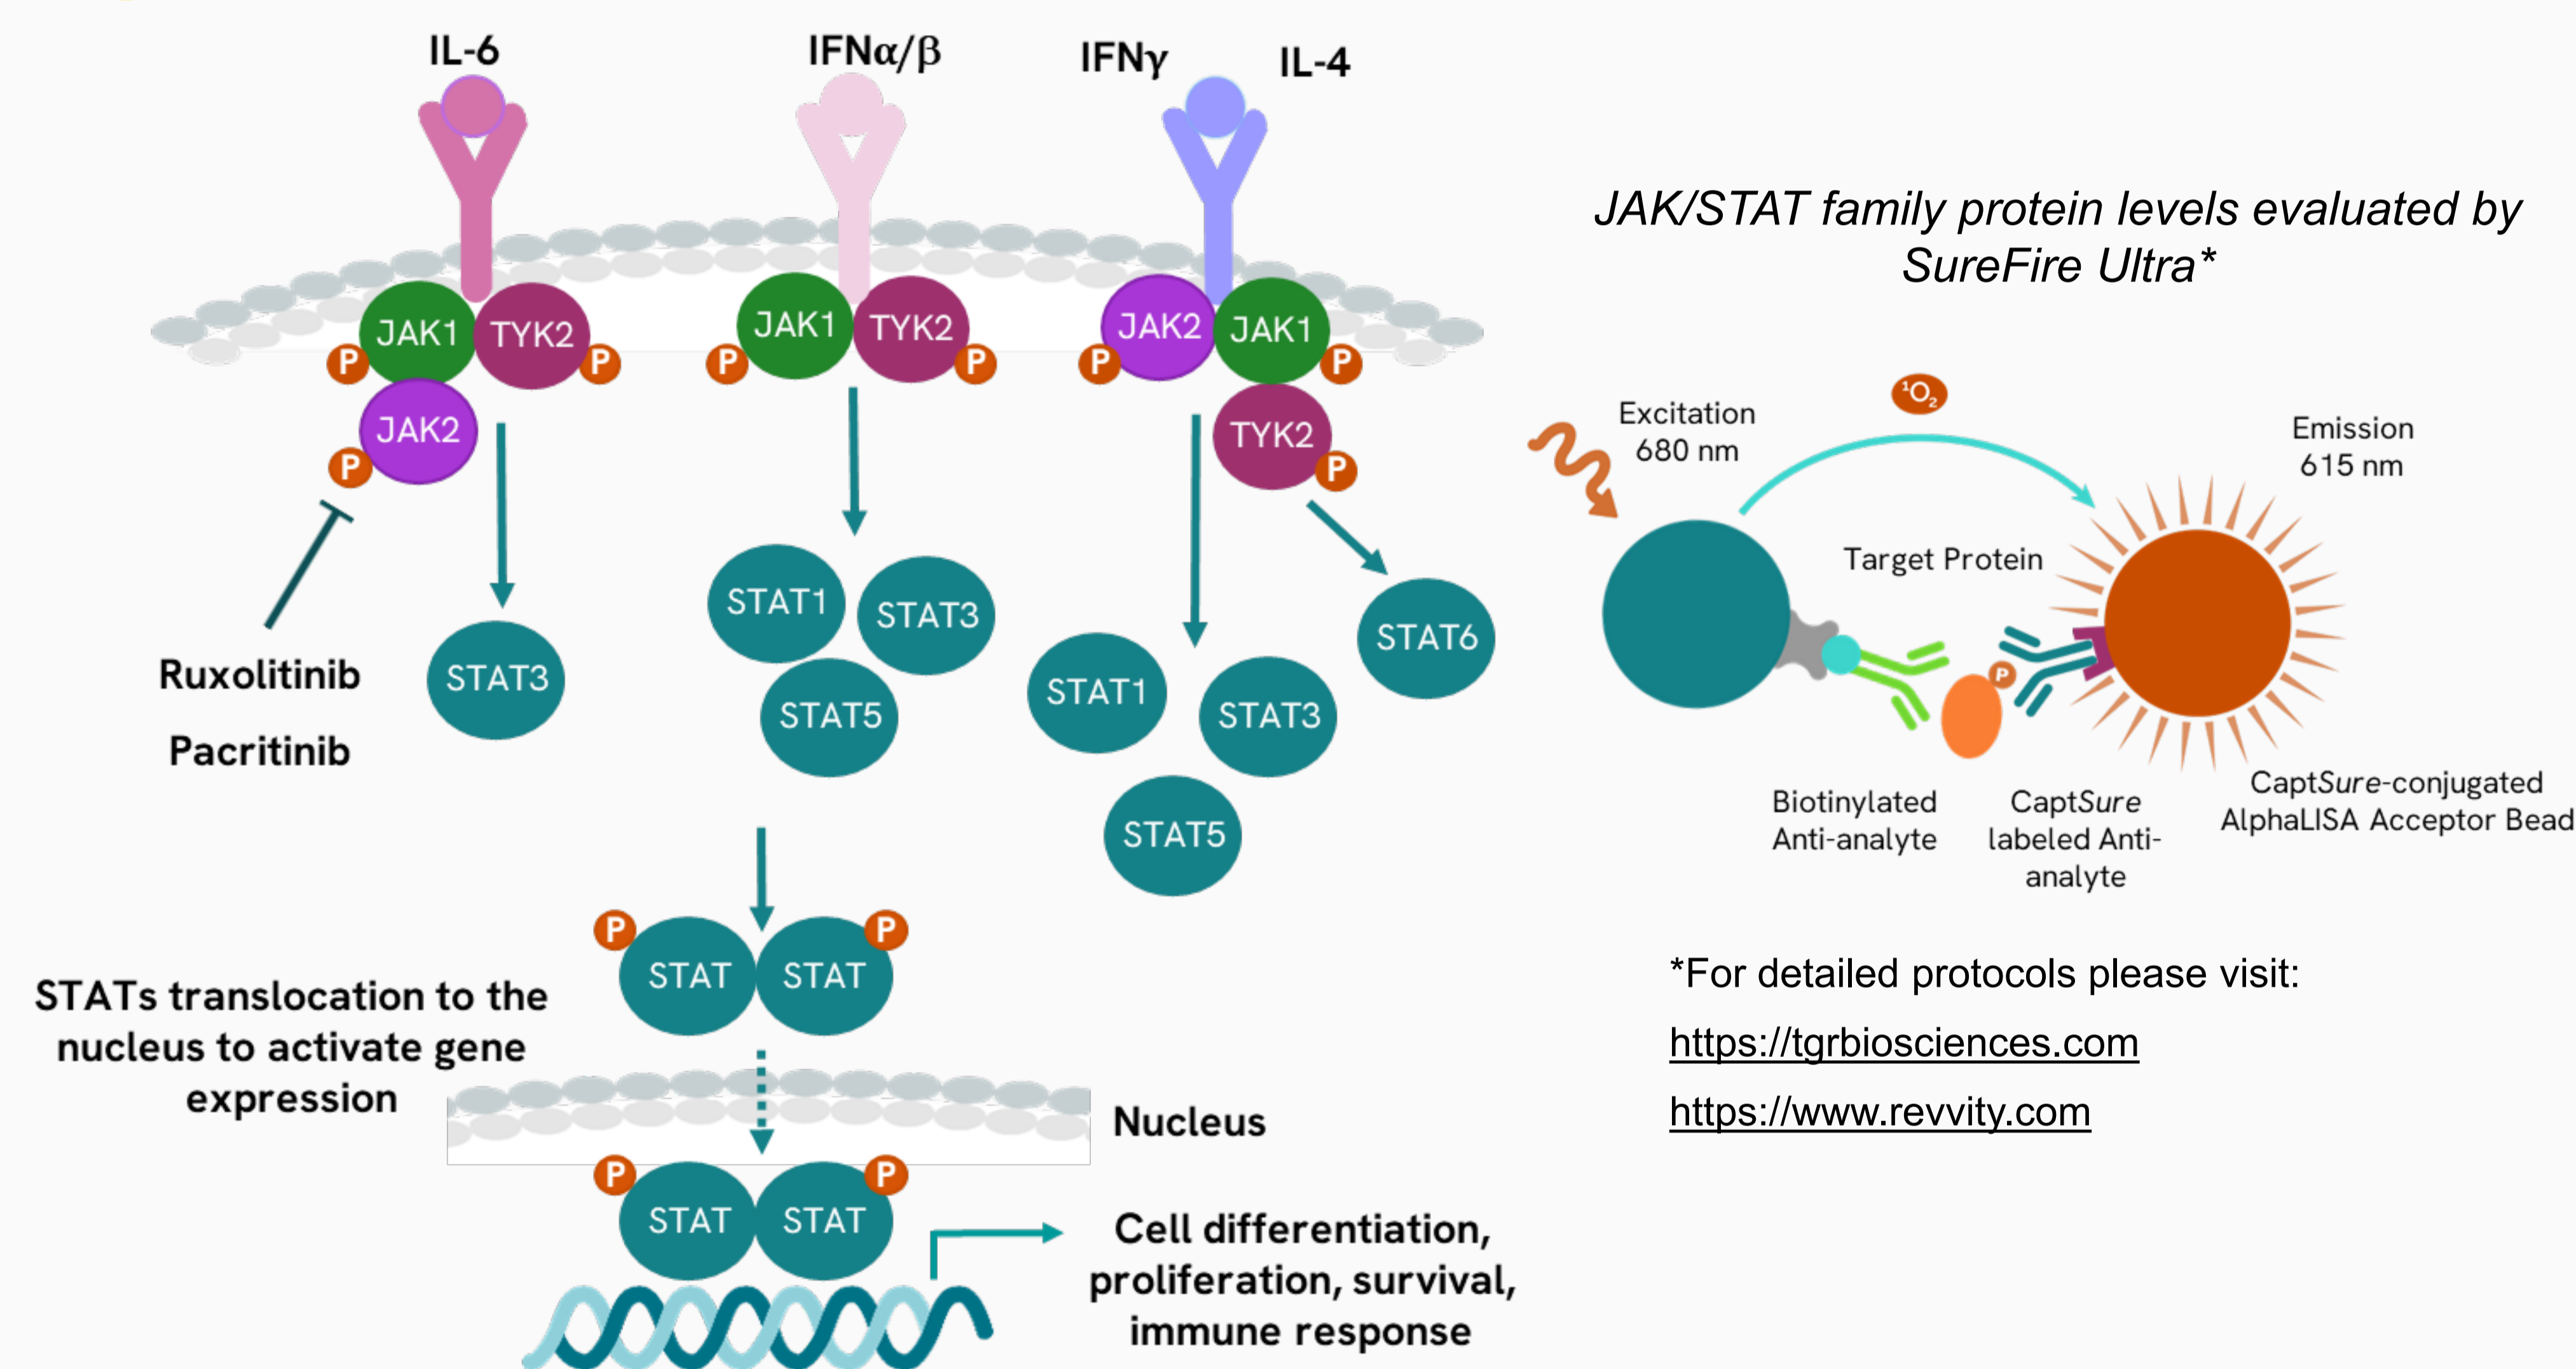 IL-6
IFNα/β
IFNγ
IL-4
JAK1
TYK2
P
P
JAK2
P
JAK1
TYK2
P
P
JAK2
JAK1
P
P
TYK2
P
Ruxolitinib
Pacritinib
STAT3
STAT1
STAT3
STAT5
STAT1
STAT3
STAT5
STAT6
P
P
STAT
STAT
STATs translocation to the
nucleus to activate gene
expression
Nucleus
P
P
STAT
STAT
Cell differentiation,
proliferation, survival,
immune response
JAK/STAT family protein levels evaluated by
SureFire Ultra*
Excitation
680 nm
¹O₂
Emission
615 nm
Target Protein
P
Biotinylated
Anti-analyte
CaptSure
labeled Anti-
analyte
CaptSure-conjugated
AlphaLISA Acceptor Bead
*For detailed protocols please visit:
https://tgrbiosciences.com
https://www.revvity.com